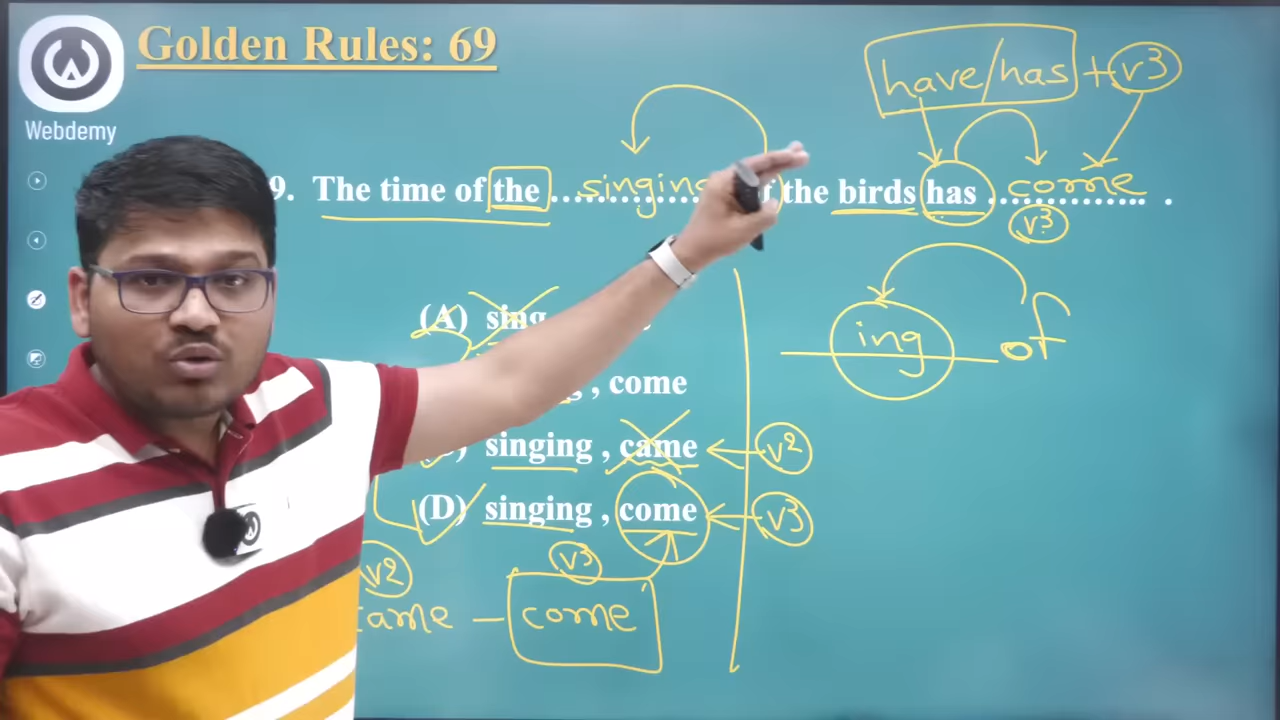 Golden Rules: 69
Webdemy
have/has + v3
9. The time of the ............... singing of the birds has come .............. .
v3
(A) sing
ing
of
, come
singing , came
v2
(D) singing , come
v3
v3
v2
came – come